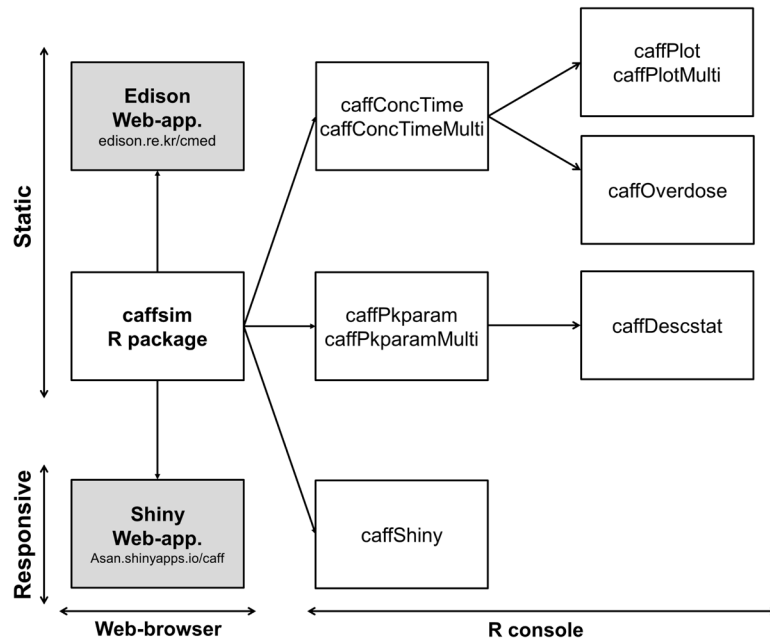 Static
Edison
Web-app.
edison.re.kr/cmed
caffsim
R package
caffConcTime
caffConcTimeMulti
caffPlot
caffPlotMulti
caffOverdose
caffPkparam
caffPkparamMulti
caffDescstat
Responsive
Shiny
Web-app.
Asan.shinyapps.io/caff
caffShiny
Web-browser
R console